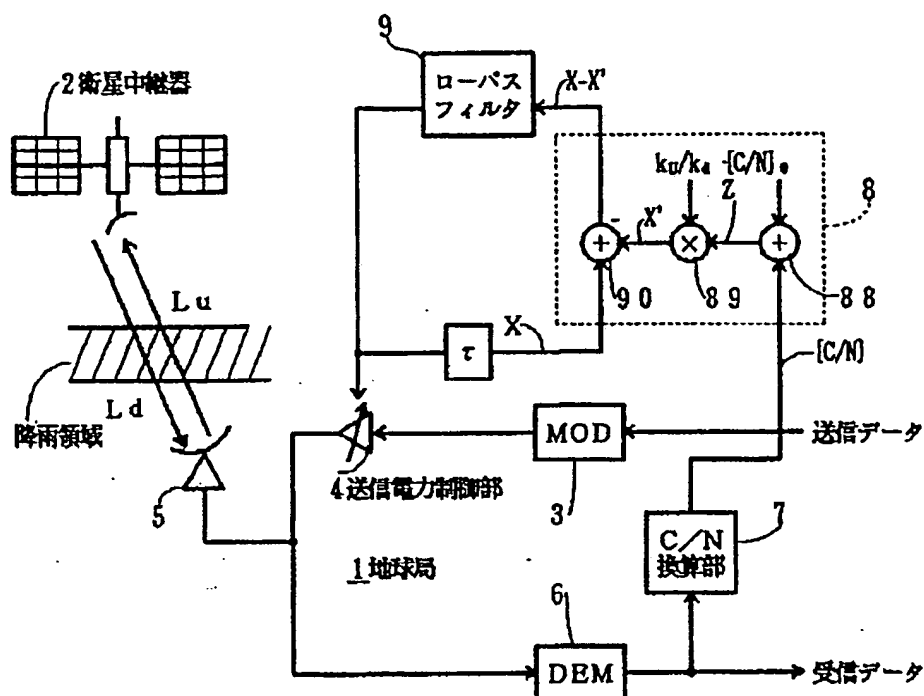 9
2衛星中継器
ローパス
フィルタ
X-X'
kU/kd
-[C/N]0
8
Z
X'
-
+
×
+
90
89
88
Lu
X
τ
[C/N]
Ld
降雨領域
MOD
送信データ
4送信電力制御部
5
3
7
C/N
換算部
1地球局
6
DEM
受信データ